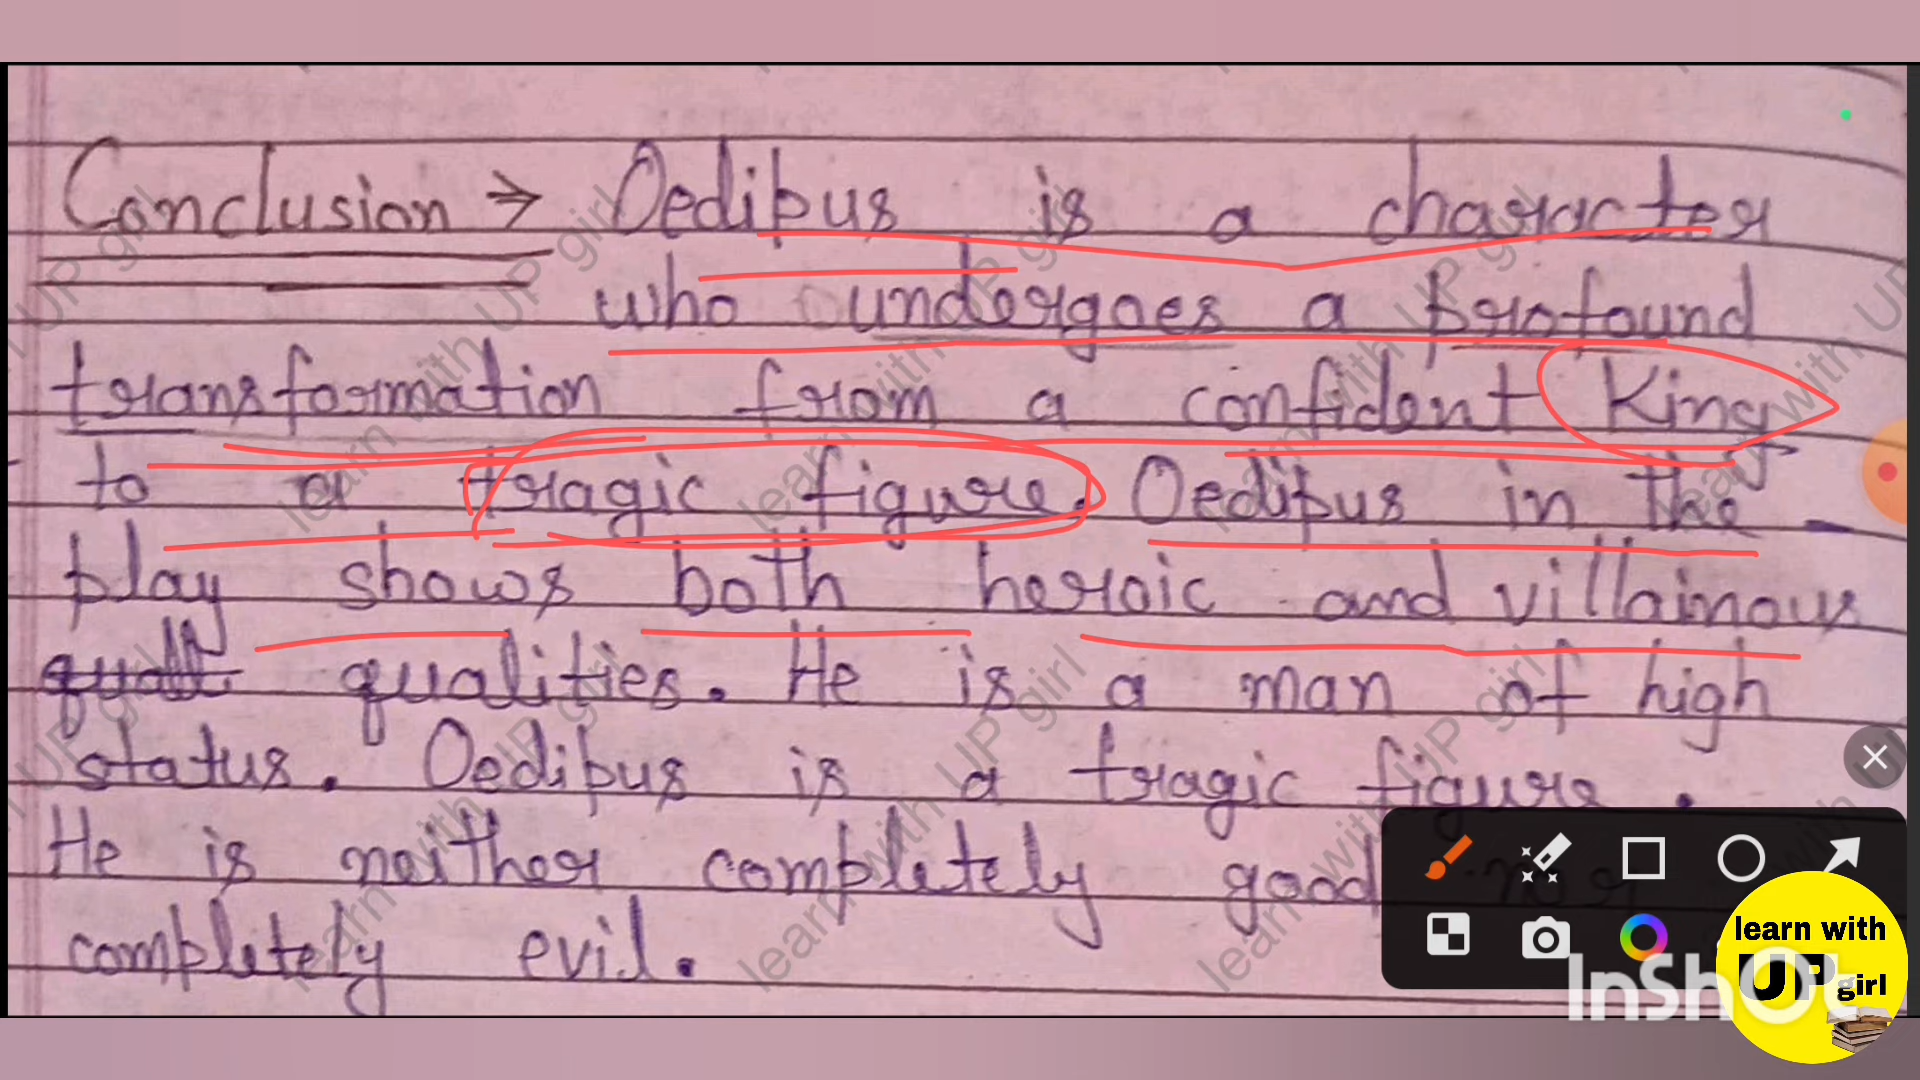 Conclusion → Oedipus is a character
who undergoes a profound
transformation from a confident King
to a tragic figure. Oedipus in the
play shows both heroic and villainous
qualities. He is a man of high
status. Oedipus is a tragic figure.
He is neither completely good nor
completely evil.
learn with
UP girl
InShOt